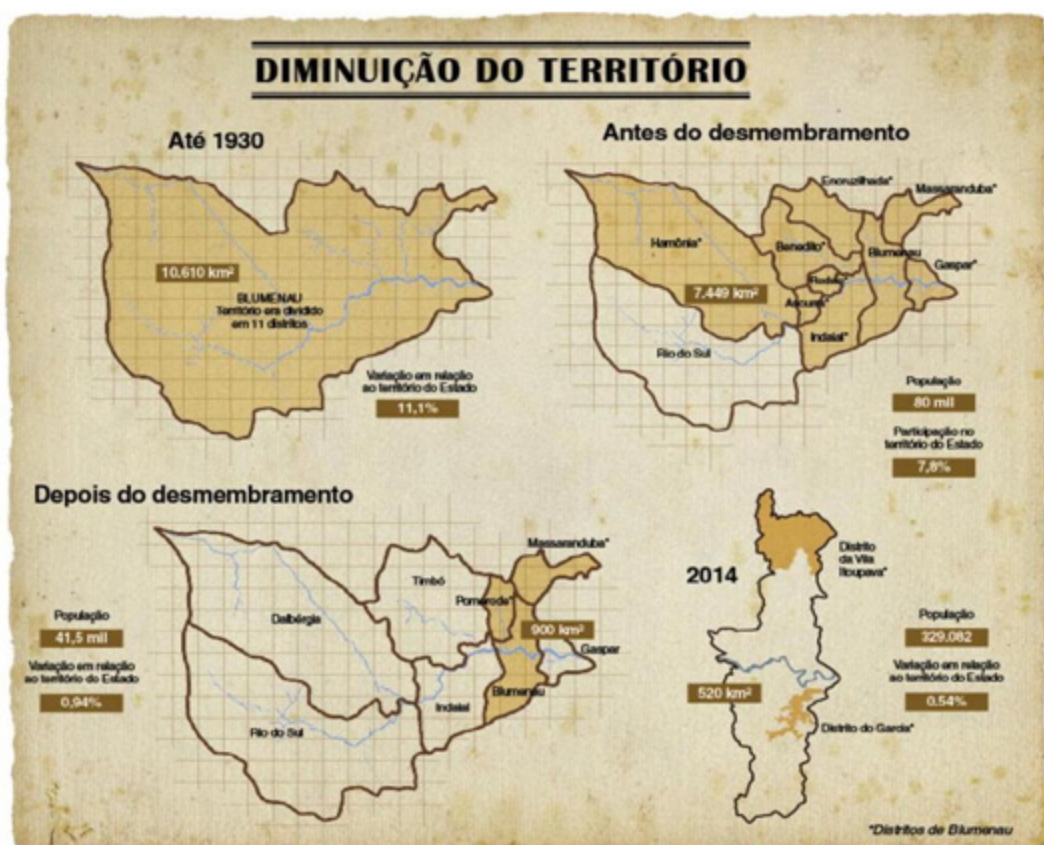 DIMINUIÇÃO DO TERRITÓRIO
Até 1930
10.610 km²
BLUMENAU
Território era dividido
em 11 distritos
Variação em relação
ao território do Estado
11,1%
Antes do desmembramento
Encruzilhada*
Massaranduba*
Hamônia*
Benedito*
Blumenau
Gaspar*
7.449 km²
Ascurra*
Indaial*
Rio do Sul
População
80 mil
Participação no
território do Estado
7,8%
Depois do desmembramento
Massaranduba*
Timbó
Pomerode*
Dalbérgia
900 km²
Gaspar
Blumenau
Indaial
Rio do Sul
População
41,5 mil
Variação em relação
ao território do Estado
0,94%
2014
Distrito
da Vila
Itoupava*
520 km²
Distrito do Garcia*
População
329.082
Variação em relação
ao território do Estado
0.54%
*Distritos de Blumenau